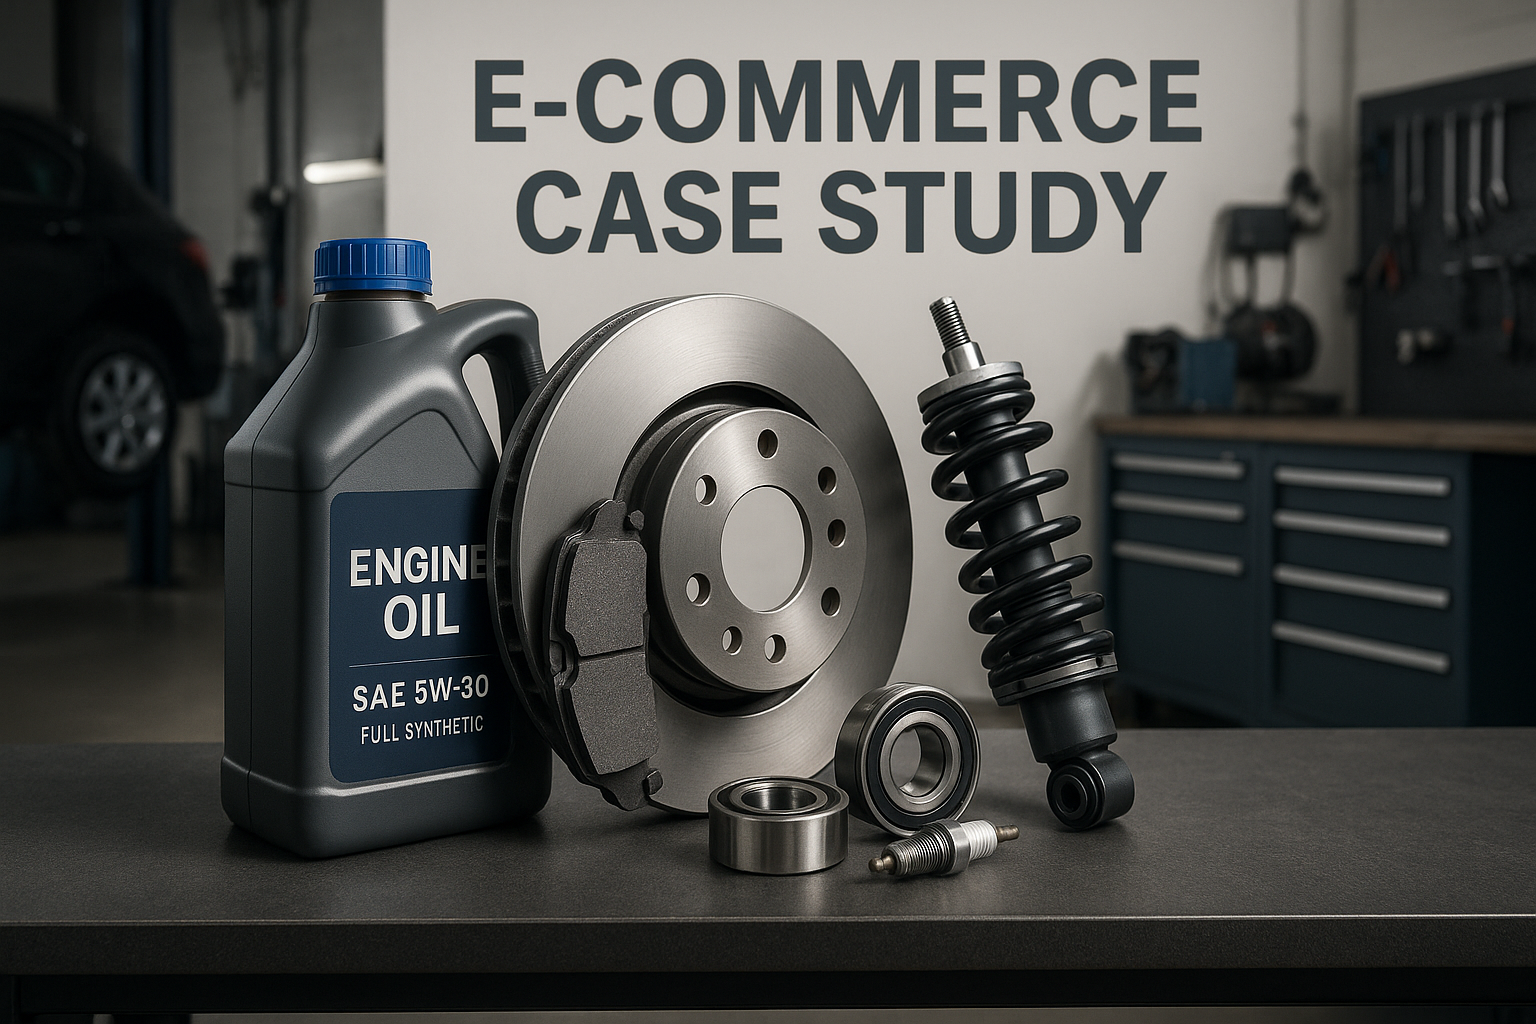 E-COMMERCE
CASE STUDY
ENGINE
OIL
SAE 5W-30
FULL SYNTHETIC